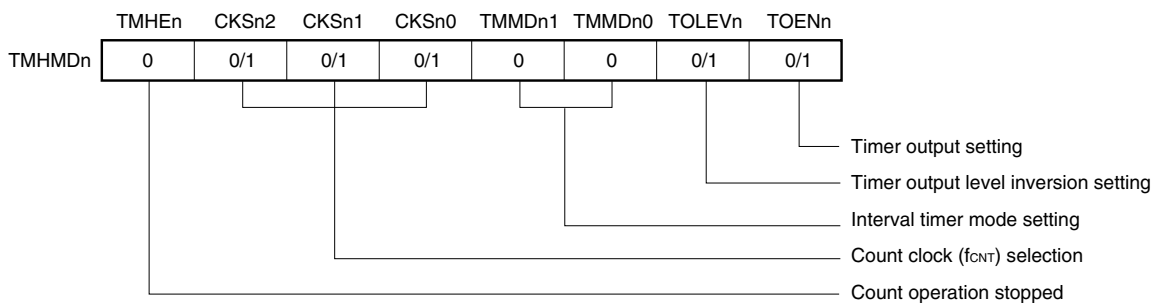 TMHEn CKSn2 CKSn1 CKSn0 TMMDn1 TMMDn0 TOLEVn TOENn
TMHMDn 0 0/1 0/1 0/1 0 0 0/1 0/1
Timer output setting
Timer output level inversion setting
Interval timer mode setting
Count clock (fCNT) selection
Count operation stopped